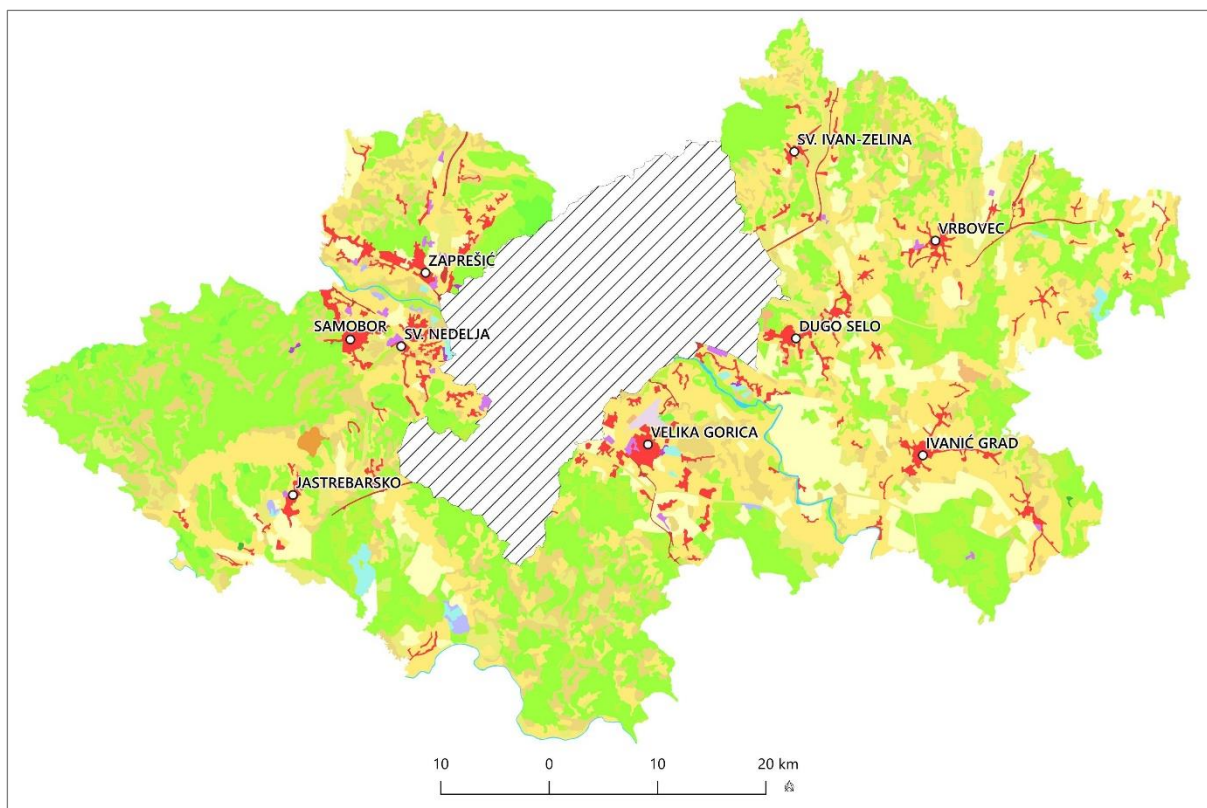 SV. IVAN-ZELINA
VRBOVEC
ZAPREŠIĆ
SAMOBOR
SV. NEDELJA
DUGO SELO
VELIKA GORICA
IVANIĆ GRAD
JASTREBARSKO
10 0 10 20 km